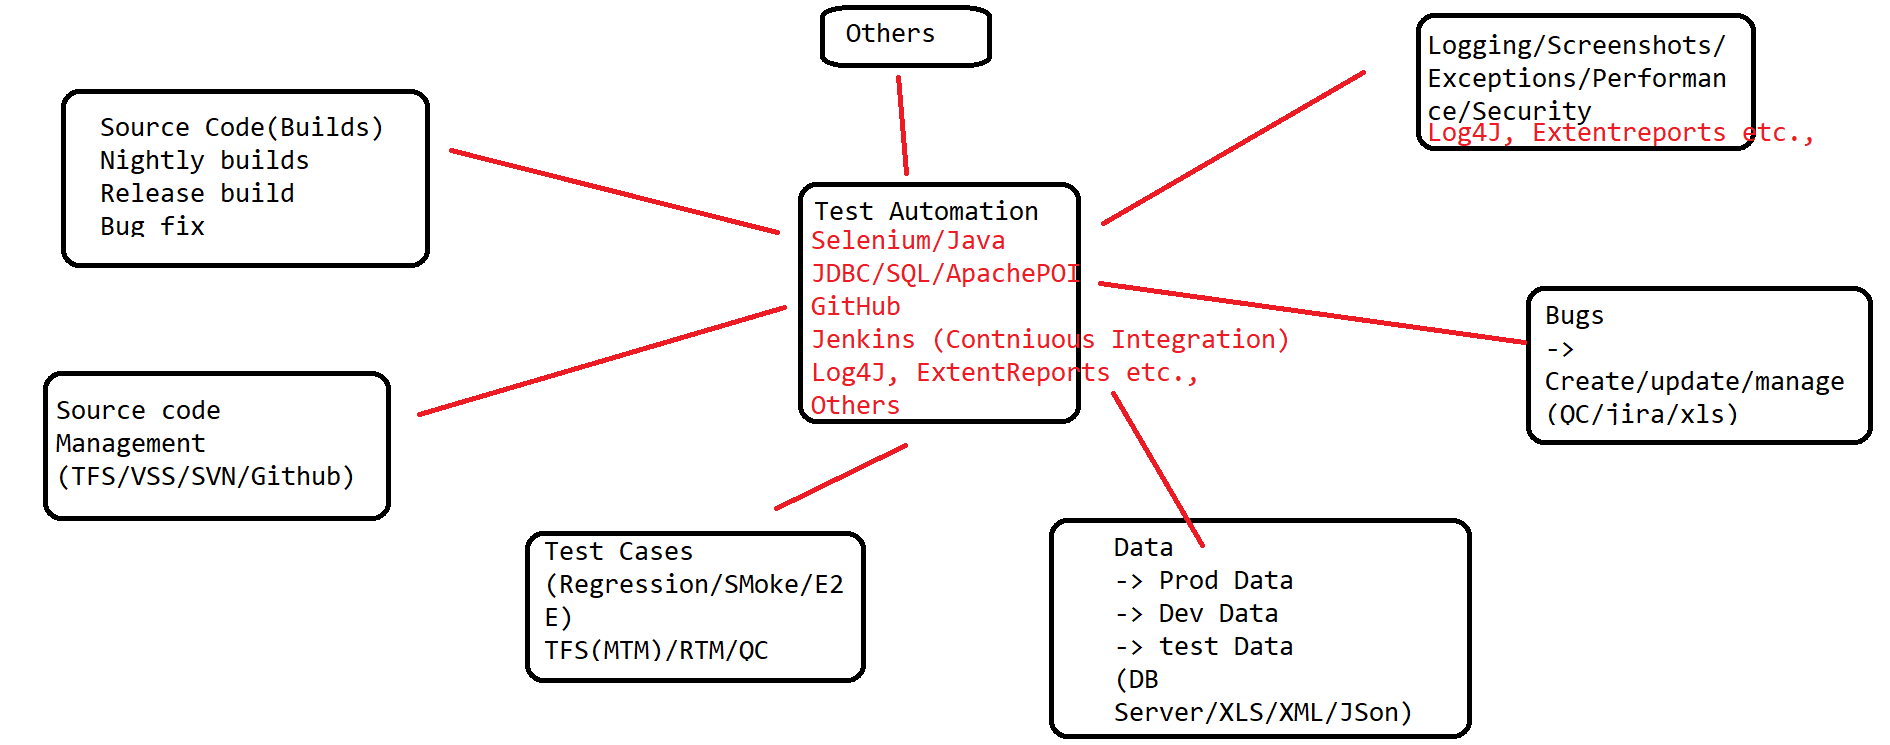 Others
Logging/Screenshots/
Exceptions/Performan
ce/Security
Log4J, Extentreports etc.,
Source Code(Builds)
Nightly builds
Release build
Bug fix
Test Automation
Selenium/Java
JDBC/SQL/ApachePOI
GitHub
Jenkins (Contniuous Integration)
Log4J, ExtentReports etc.,
Others
Bugs
->
Create/update/manage
(QC/jira/xls)
Source code
Management
(TFS/VSS/SVN/Github)
Test Cases
(Regression/SMoke/E2
E)
TFS(MTM)/RTM/QC
Data
-> Prod Data
-> Dev Data
-> test Data
(DB
Server/XLS/XML/JSon)